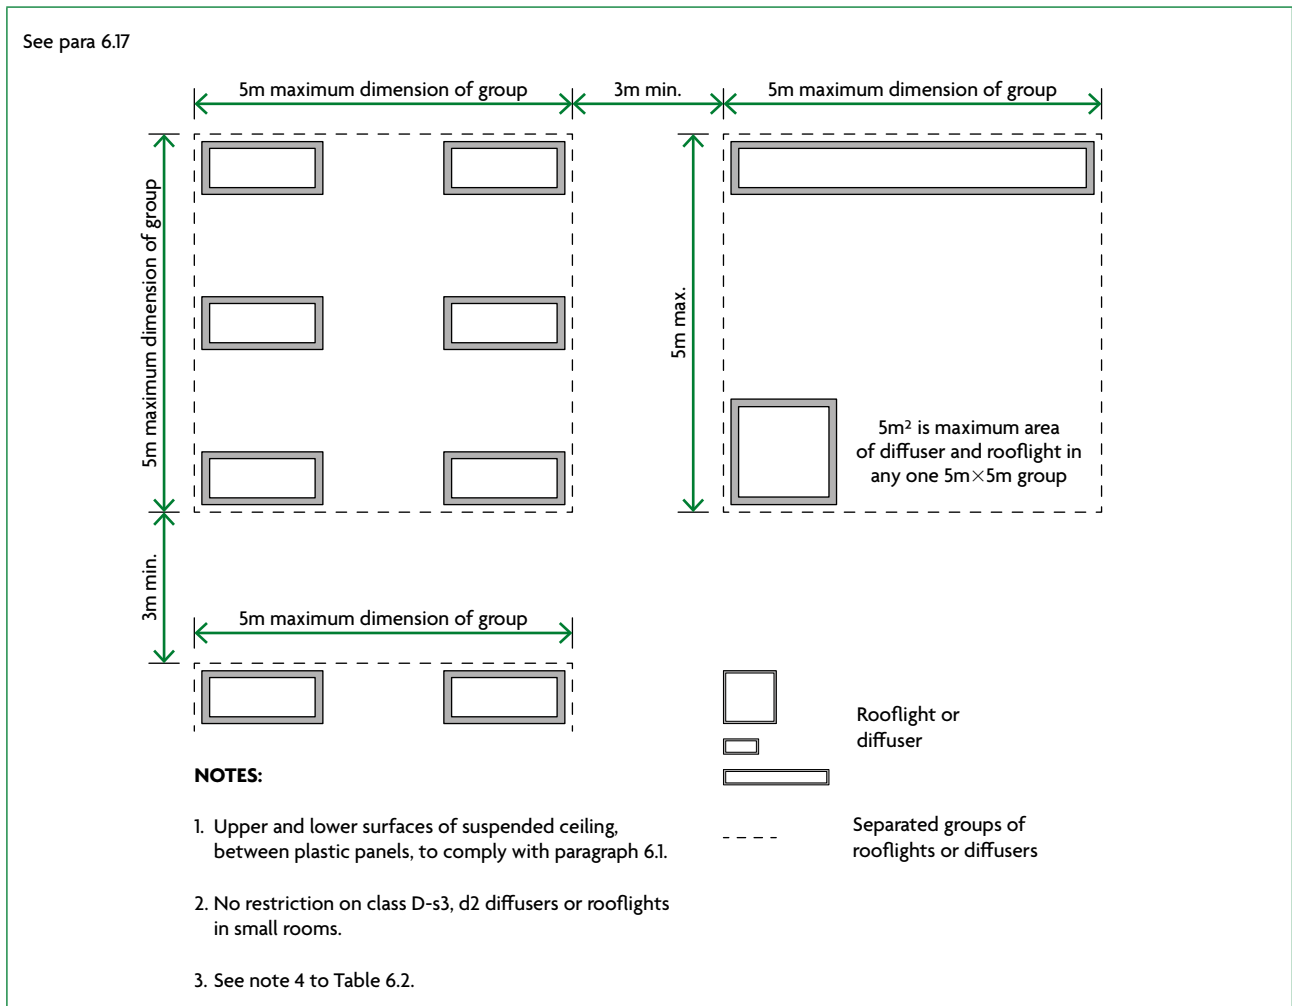 See para 6.17
5m maximum dimension of group
3m min.
5m maximum dimension of group
5m maximum dimension of group
5m max.
5m² is maximum area
of diffuser and rooflight in
any one 5m×5m group
3m min.
5m maximum dimension of group
Rooflight or
diffuser
Separated groups of
rooflights or diffusers
NOTES:
1. Upper and lower surfaces of suspended ceiling,
between plastic panels, to comply with paragraph 6.1.
2. No restriction on class D-s3, d2 diffusers or rooflights
in small rooms.
3. See note 4 to Table 6.2.